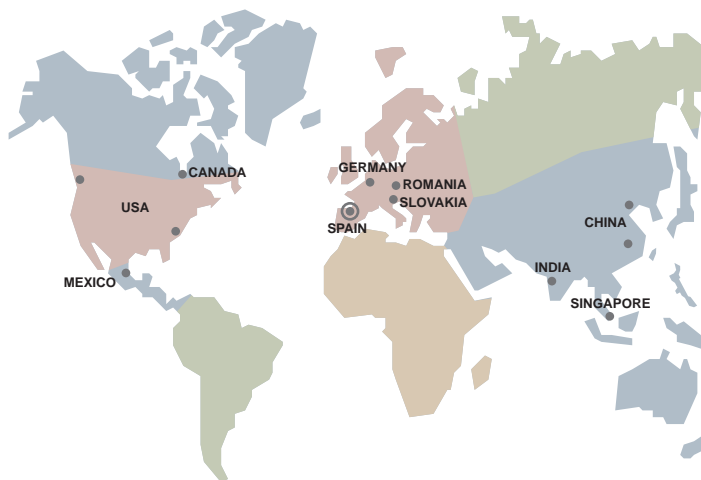 CANADA
USA
MEXICO
GERMANY
ROMANIA
SLOVAKIA
SPAIN
CHINA
INDIA
SINGAPORE